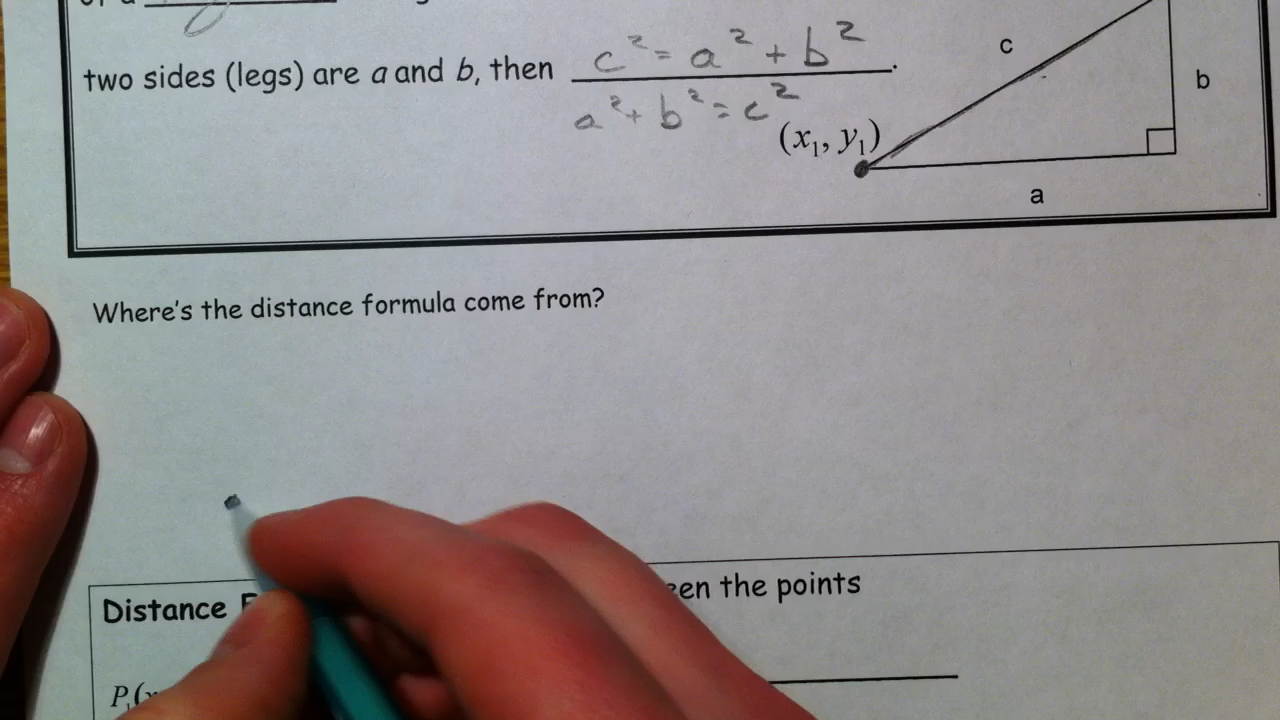 two sides (legs) are a and b, then c² = a² + b².
a² + b² = c²
c
b
(x₁, y₁)
a
Where's the distance formula come from?
the points
Distance
P₁(